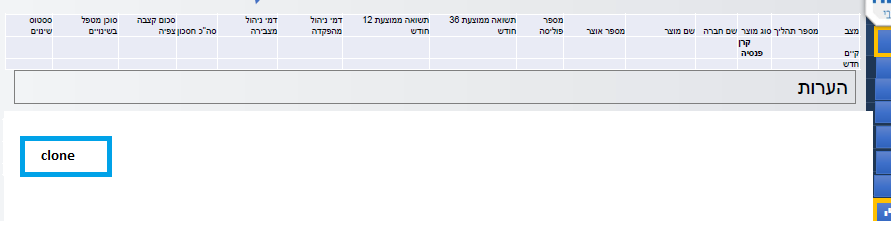 מצב מספר תהליך סוג מוצר שם חברה שם מוצר מספר אוצר מספר פוליסה תשואה ממוצעת 36 חודש תשואה ממוצעת 12 חודש דמי ניהול מהפקדה דמי ניהול מצבירה סה"כ חסכון סכום קצבה צפיה סוכן מטפל בשינויים סטטוס שינוים
קיים קרן פנסיה
חדש
הערות
clone